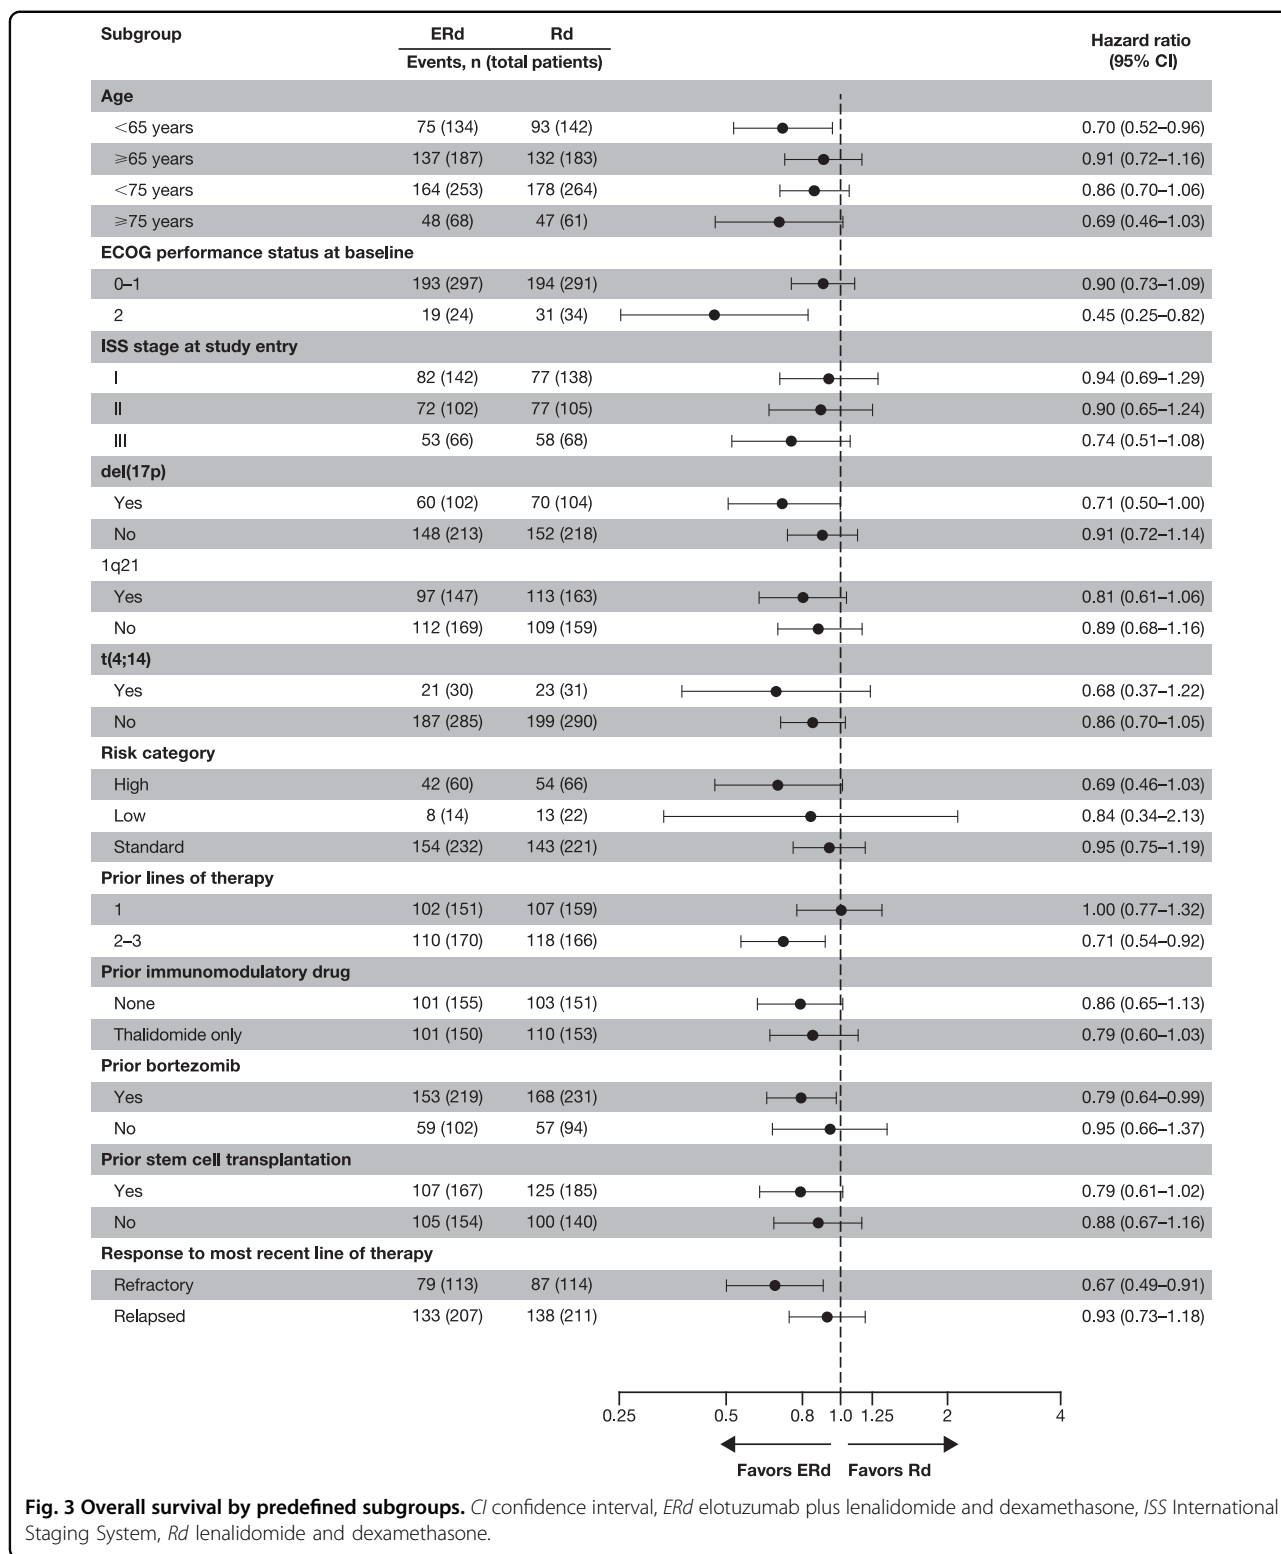 Subgroup ERd Rd Hazard ratio
Events, n (total patients) (95% CI)
Age
<65 years 75 (134) 93 (142) 0.70 (0.52–0.96)
⩾65 years 137 (187) 132 (183) 0.91 (0.72–1.16)
<75 years 164 (253) 178 (264) 0.86 (0.70–1.06)
⩾75 years 48 (68) 47 (61) 0.69 (0.46–1.03)
ECOG performance status at baseline
0–1 193 (297) 194 (291) 0.90 (0.73–1.09)
2 19 (24) 31 (34) 0.45 (0.25–0.82)
ISS stage at study entry
I 82 (142) 77 (138) 0.94 (0.69–1.29)
II 72 (102) 77 (105) 0.90 (0.65–1.24)
III 53 (66) 58 (68) 0.74 (0.51–1.08)
del(17p)
Yes 60 (102) 70 (104) 0.71 (0.50–1.00)
No 148 (213) 152 (218) 0.91 (0.72–1.14)
1q21
Yes 97 (147) 113 (163) 0.81 (0.61–1.06)
No 112 (169) 109 (159) 0.89 (0.68–1.16)
t(4;14)
Yes 21 (30) 23 (31) 0.68 (0.37–1.22)
No 187 (285) 199 (290) 0.86 (0.70–1.05)
Risk category
High 42 (60) 54 (66) 0.69 (0.46–1.03)
Low 8 (14) 13 (22) 0.84 (0.34–2.13)
Standard 154 (232) 143 (221) 0.95 (0.75–1.19)
Prior lines of therapy
1 102 (151) 107 (159) 1.00 (0.77–1.32)
2–3 110 (170) 118 (166) 0.71 (0.54–0.92)
Prior immunomodulatory drug
None 101 (155) 103 (151) 0.86 (0.65–1.13)
Thalidomide only 101 (150) 110 (153) 0.79 (0.60–1.03)
Prior bortezomib
Yes 153 (219) 168 (231) 0.79 (0.64–0.99)
No 59 (102) 57 (94) 0.95 (0.66–1.37)
Prior stem cell transplantation
Yes 107 (167) 125 (185) 0.79 (0.61–1.02)
No 105 (154) 100 (140) 0.88 (0.67–1.16)
Response to most recent line of therapy
Refractory 79 (113) 87 (114) 0.67 (0.49–0.91)
Relapsed 133 (207) 138 (211) 0.93 (0.73–1.18)
0.25 0.5 0.8 1.0 1.25 2 4
Favors ERd Favors Rd
Fig. 3 Overall survival by predefined subgroups. CI confidence interval, ERd elotuzumab plus lenalidomide and dexamethasone, ISS International
Staging System, Rd lenalidomide and dexamethasone.